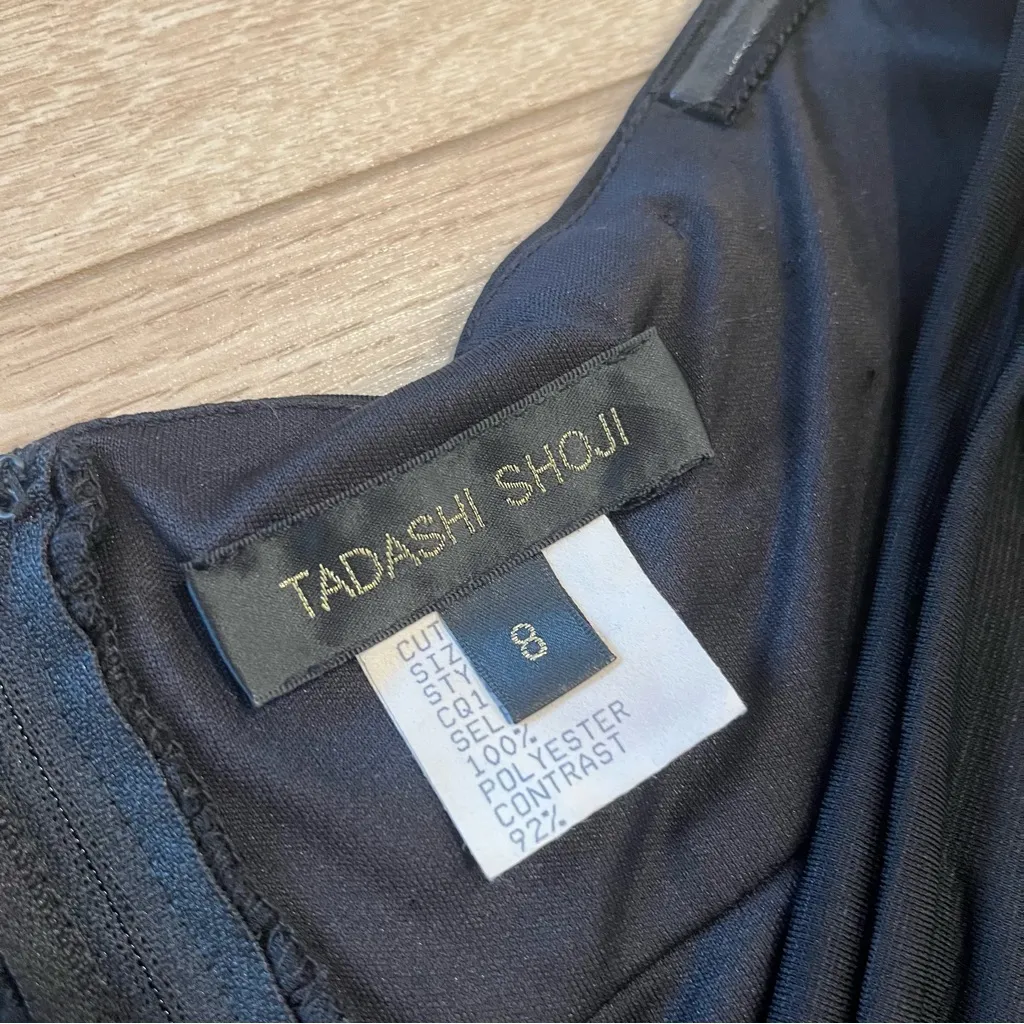 TADASHI SHOJI
8
CUT
SIZ
STY
CQ1
SEL
100%
POLYESTER
CONTRAST
92%